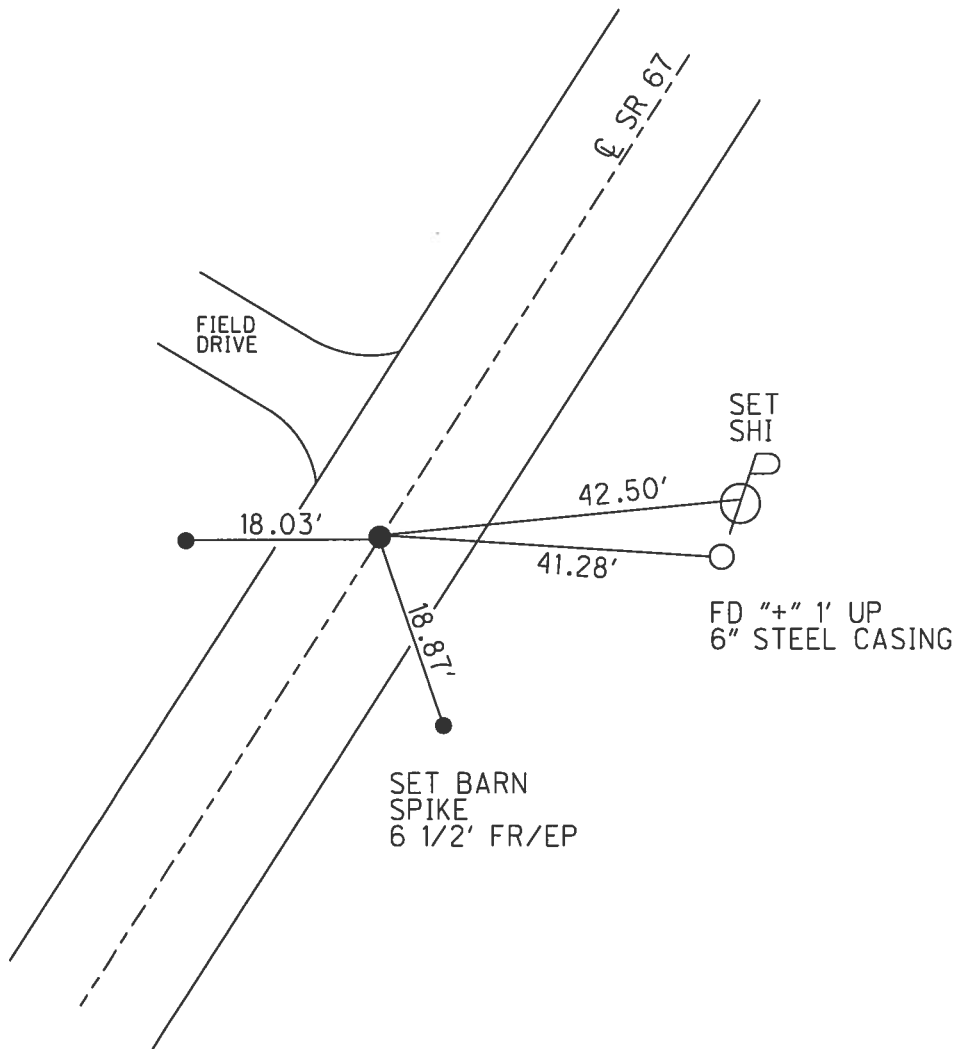 ℄ SR 67
FIELD
DRIVE
SET
SHI
42.50'
18.03'
41.28'
FD "+" 1' UP
6" STEEL CASING
18.87'
SET BARN
SPIKE
6 1/2' FR/EP